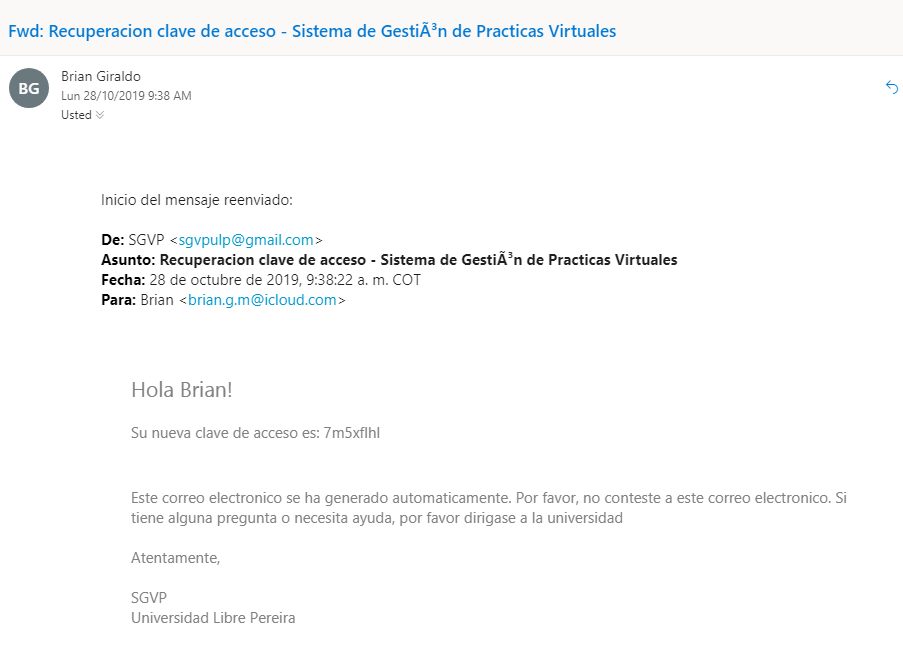 Fwd: Recuperacion clave de acceso - Sistema de GestiÃ³n de Practicas Virtuales
BG
Brian Giraldo
Lun 28/10/2019 9:38 AM
Usted
Inicio del mensaje reenviado:
De: SGVP <sgvpulp@gmail.com>
Asunto: Recuperacion clave de acceso - Sistema de GestiÃ³n de Practicas Virtuales
Fecha: 28 de octubre de 2019, 9:38:22 a. m. COT
Para: Brian <brian.g.m@icloud.com>
Hola Brian!
Su nueva clave de acceso es: 7m5xflhl
Este correo electronico se ha generado automaticamente. Por favor, no conteste a este correo electronico. Si
tiene alguna pregunta o necesita ayuda, por favor dirigase a la universidad
Atentamente,
SGVP
Universidad Libre Pereira